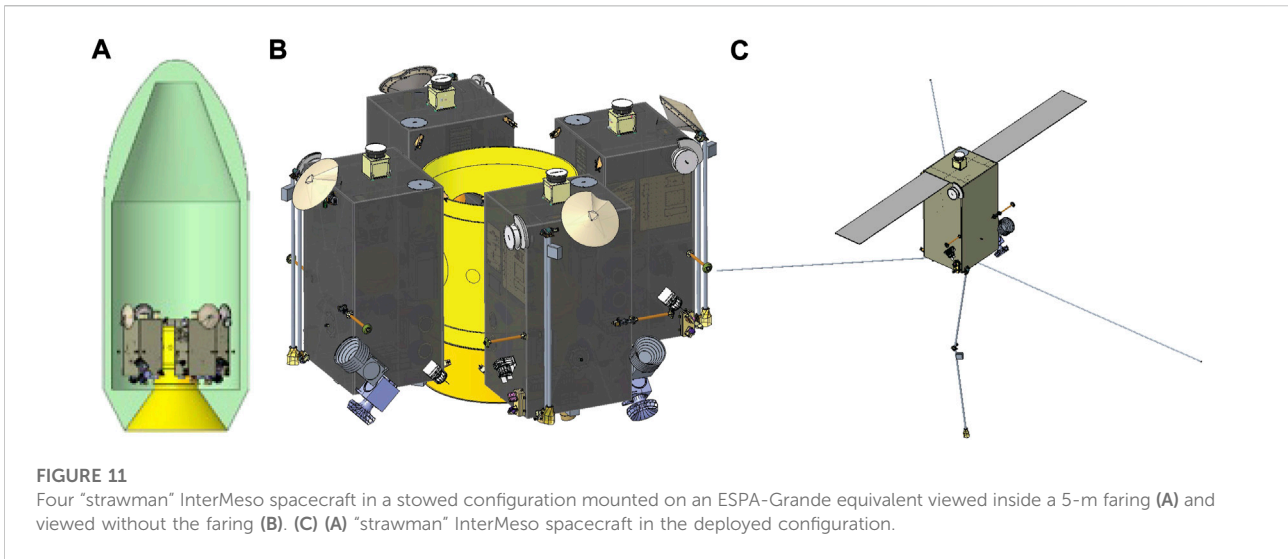 A
B
C
FIGURE 11
Four “strawman” InterMeso spacecraft in a stowed configuration mounted on an ESPA-Grande equivalent viewed inside a 5-m faring (A) and
viewed without the faring (B). (C) (A) “strawman” InterMeso spacecraft in the deployed configuration.